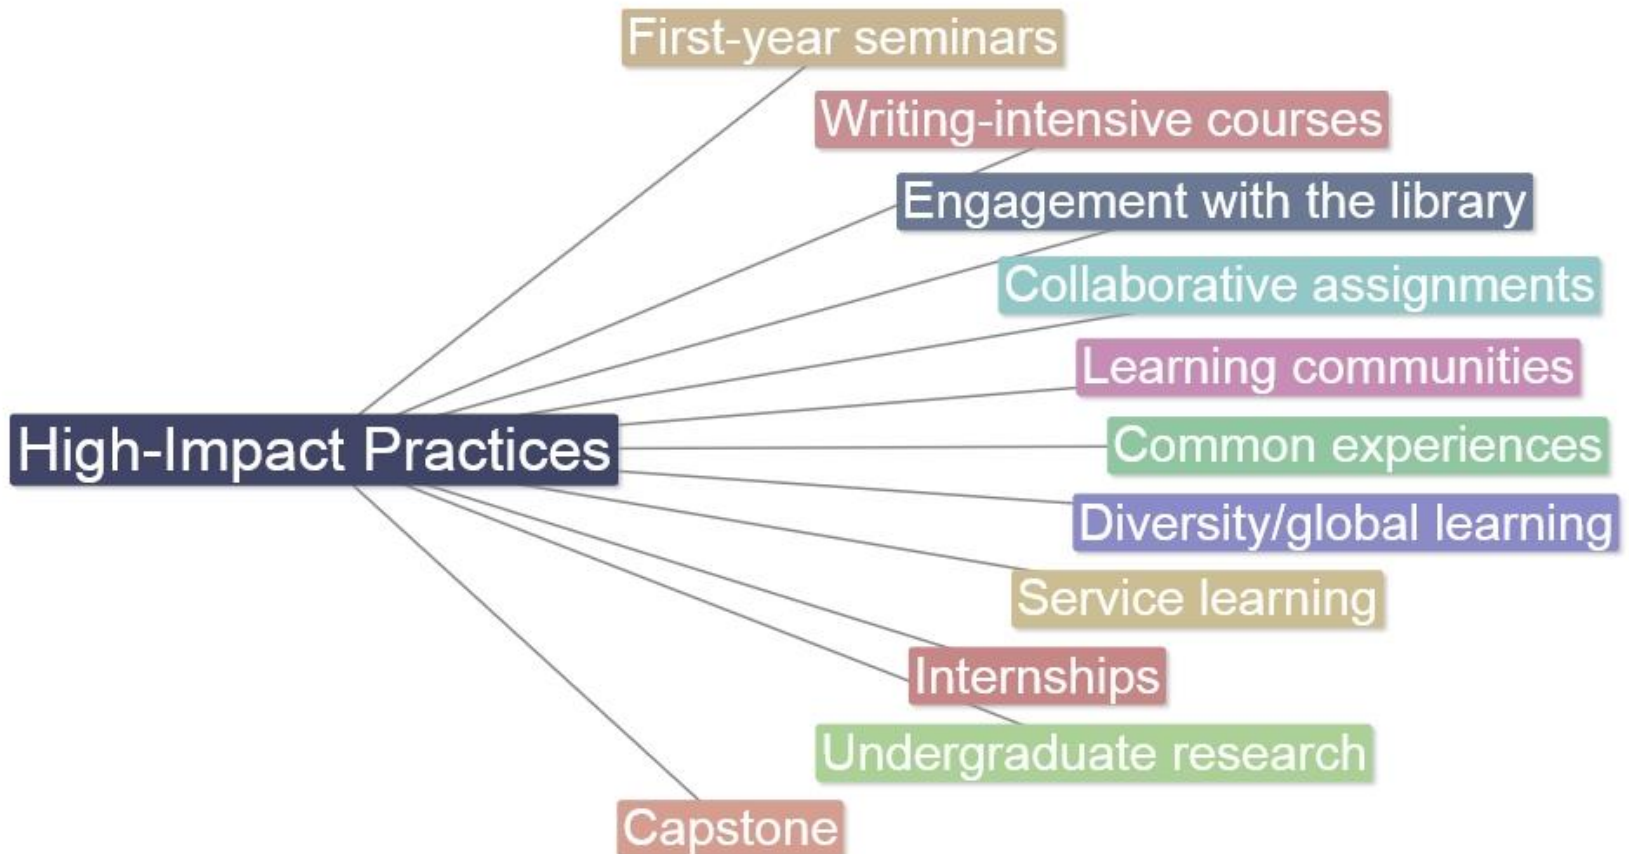 First-year seminars
Writing-intensive courses
Engagement with the library
Collaborative assignments
Learning communities
High-Impact Practices
Common experiences
Diversity/global learning
Service learning
Internships
Undergraduate research
Capstone